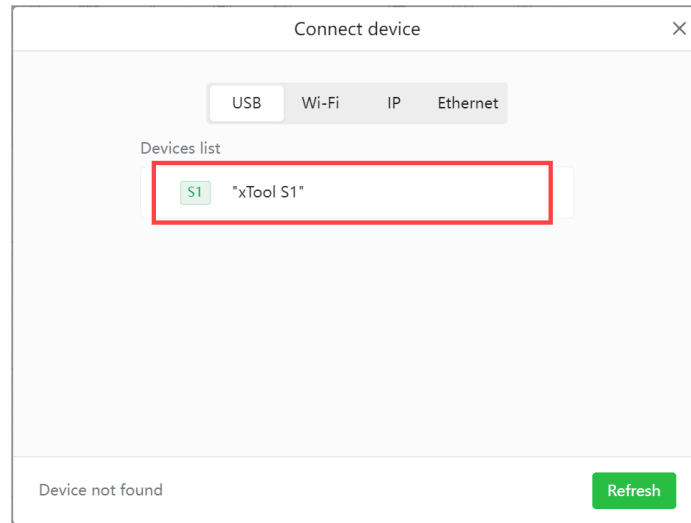 Connect device
USB Wi-Fi IP Ethernet
Devices list
S1 "xTool S1"
Device not found Refresh